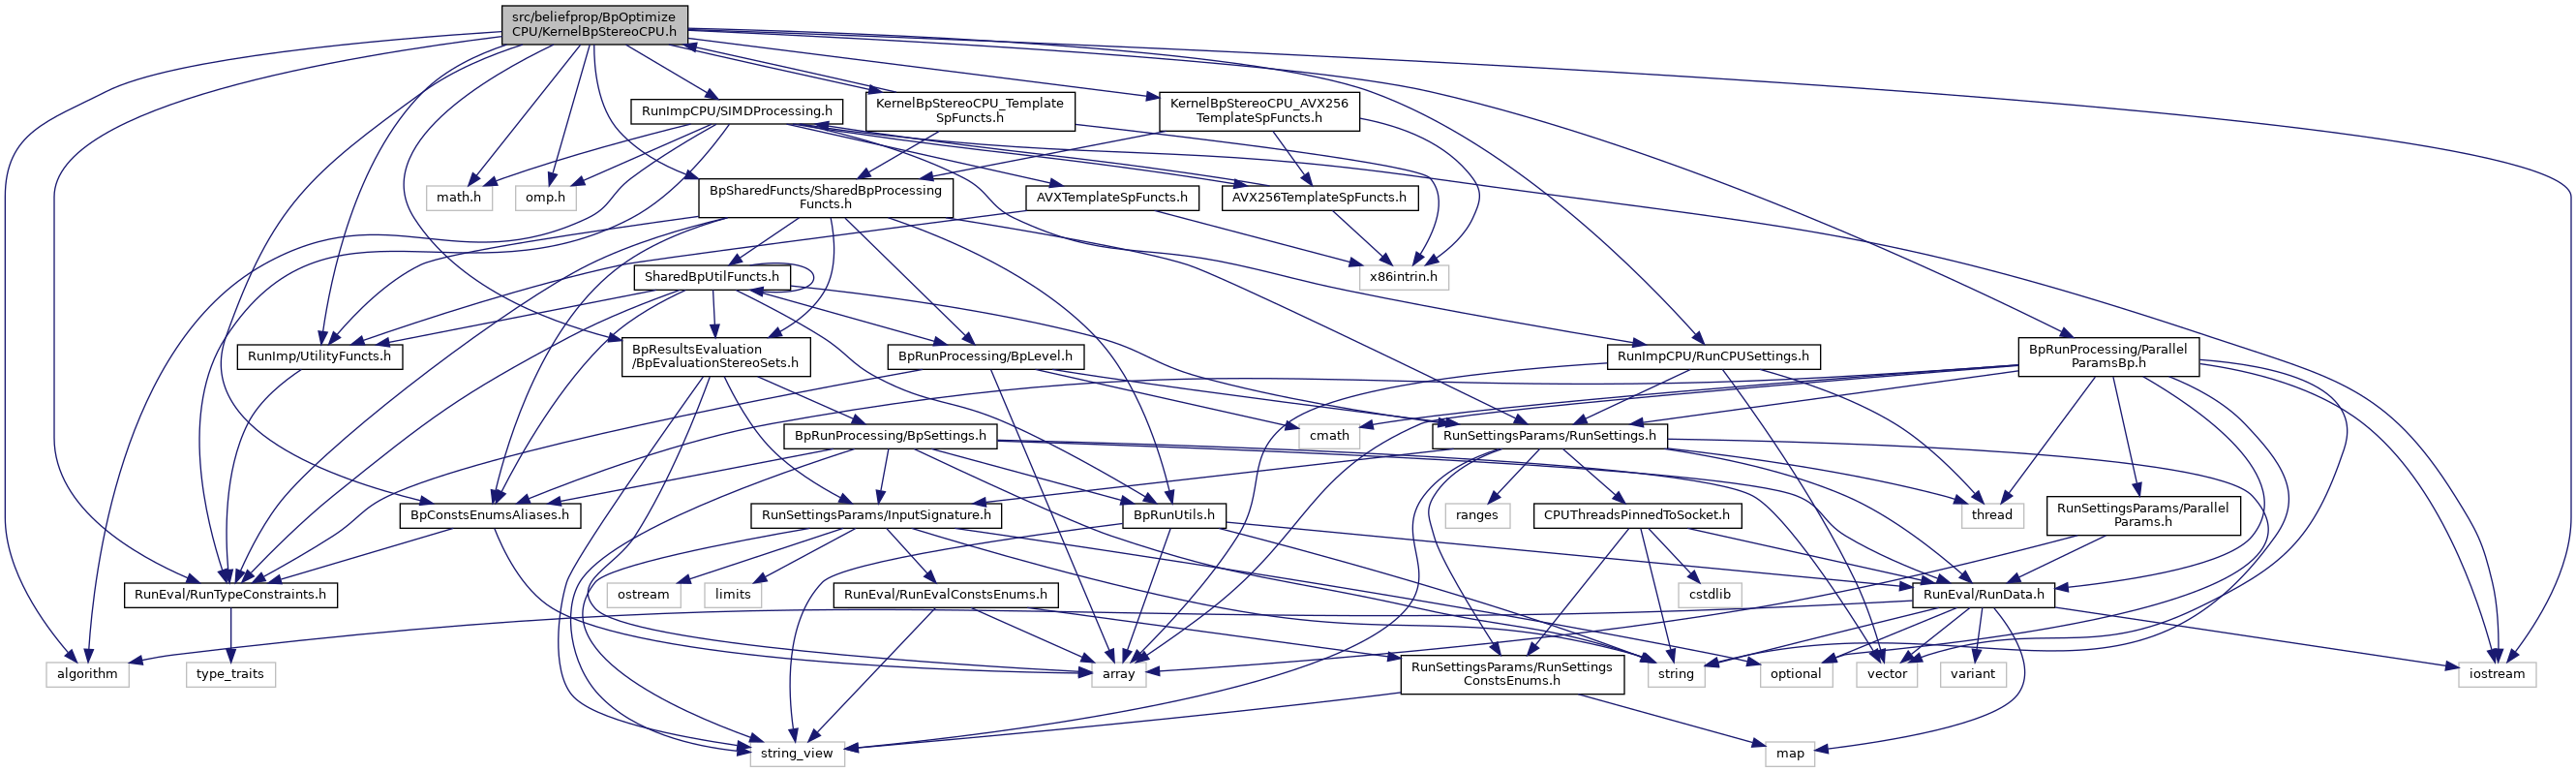 src/beliefprop/BpOptimize
CPU/KernelBpStereoCPU.h
RunImpCPU/SIMDProcessing.h
KernelBpStereoCPU_Template
SpFuncts.h
KernelBpStereoCPU_AVX256
TemplateSpFuncts.h
math.h
omp.h
BpSharedFuncts/SharedBpProcessing
Functs.h
AVXTemplateSpFuncts.h
AVX256TemplateSpFuncts.h
SharedBpUtilFuncts.h
x86intrin.h
RunImp/UtilityFuncts.h
BpResultsEvaluation
/BpEvaluationStereoSets.h
BpRunProcessing/BpLevel.h
RunImpCPU/RunCPUSettings.h
BpRunProcessing/Parallel
ParamsBp.h
BpRunProcessing/BpSettings.h
cmath
RunSettingsParams/RunSettings.h
BpConstsEnumsAliases.h
RunSettingsParams/InputSignature.h
BpRunUtils.h
ranges
CPUThreadsPinnedToSocket.h
thread
RunSettingsParams/Parallel
Params.h
RunEval/RunTypeConstraints.h
ostream
limits
RunEval/RunEvalConstsEnums.h
cstdlib
RunEval/RunData.h
algorithm
type_traits
array
RunSettingsParams/RunSettings
ConstsEnums.h
string
optional
vector
variant
iostream
string_view
map